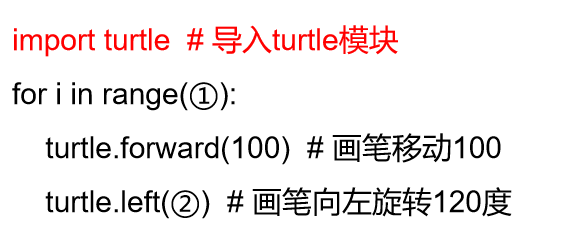 import turtle  # 导入turtle模块
for i in range(①):
    turtle.forward(100)  # 画笔移动100
    turtle.left(②)  # 画笔向左旋转120度